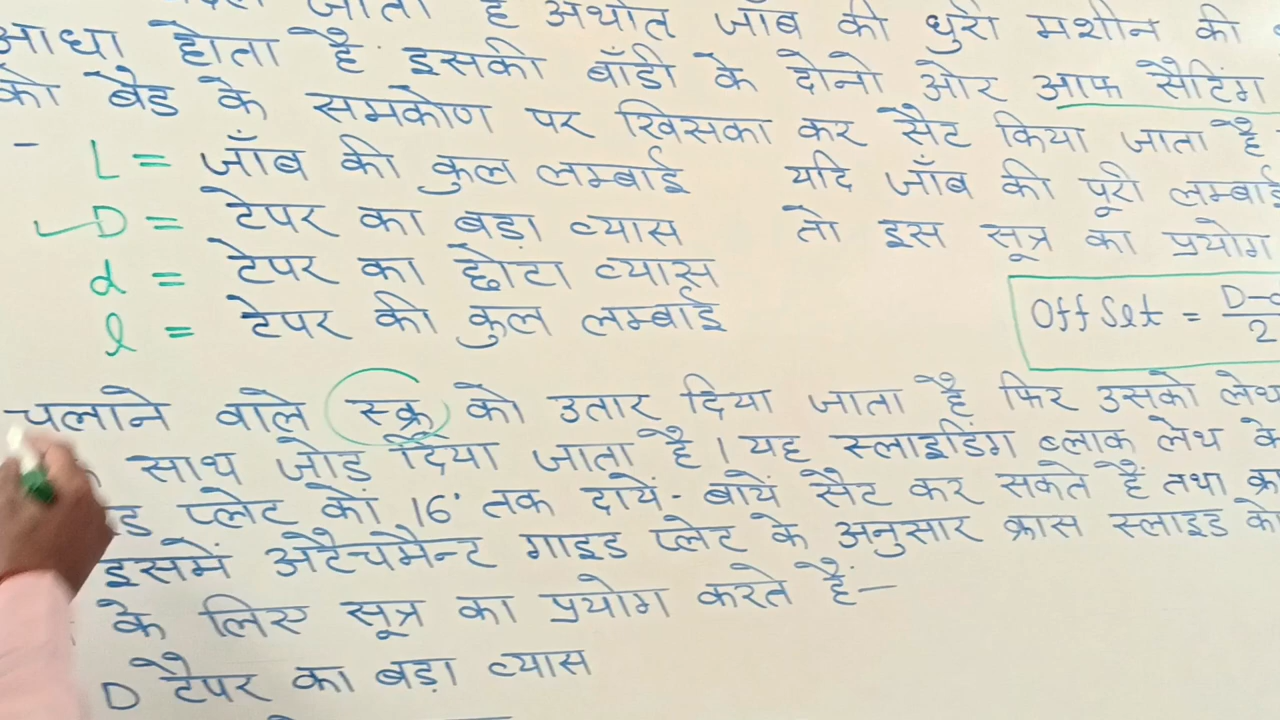 जाता है अर्थात जॉब की धुरी मशीन की
आधा होता है इसकी बॉडी के दोनो ओर आफ सैटिंग
को बैड के समकोण पर खिसका कर सैट किया जाता है
- L = जॉब की कुल लम्बाई यदि जॉब की पूरी लम्बाई
D = टेपर का बड़ा व्यास तो इस सूत्र का प्रयोग
d = टेपर का छोटा व्यास
l = टेपर की कुल लम्बाई
Off Set = D-d/2
चलाने वाले स्क्रू को उतार दिया जाता है फिर उसको लेथ
साथ जोड़ दिया जाता है। यह स्लाइडिंग ब्लाक लेथ के
प्लेट को 16° तक दायें - बायें सैट कर सकते हैं तथा
इसमें अटैचमैन्ट गाइड प्लेट के अनुसार क्रास स्लाइड के
के लिए सूत्र का प्रयोग करते हैं-
D टैपर का बड़ा व्यास